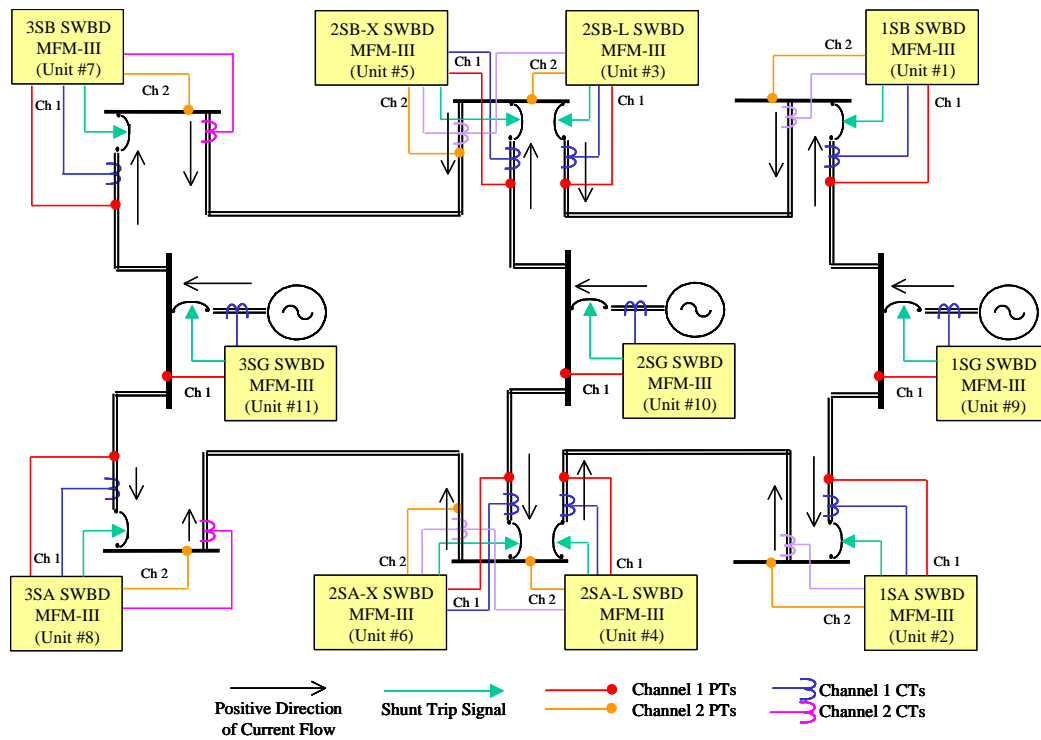 3SB SWBD
MFM-III
(Unit #7)
Ch 2
Ch 1
2SB-X SWBD
MFM-III
(Unit #5)
Ch 1
Ch 2
2SB-L SWBD
MFM-III
(Unit #3)
Ch 2
Ch 1
1SB SWBD
MFM-III
(Unit #1)
Ch 2
Ch 1
3SG SWBD
MFM-III
(Unit #11)
Ch 1
2SG SWBD
MFM-III
(Unit #10)
Ch 1
1SG SWBD
MFM-III
(Unit #9)
Ch 1
Ch 1
Ch 2
3SA SWBD
MFM-III
(Unit #8)
Ch 2
Ch 1
2SA-X SWBD
MFM-III
(Unit #6)
Ch 1
Ch 2
2SA-L SWBD
MFM-III
(Unit #4)
Ch 1
Ch 2
1SA SWBD
MFM-III
(Unit #2)
Positive Direction
of Current Flow
Shunt Trip Signal
Channel 1 PTs
Channel 2 PTs
Channel 1 CTs
Channel 2 CTs